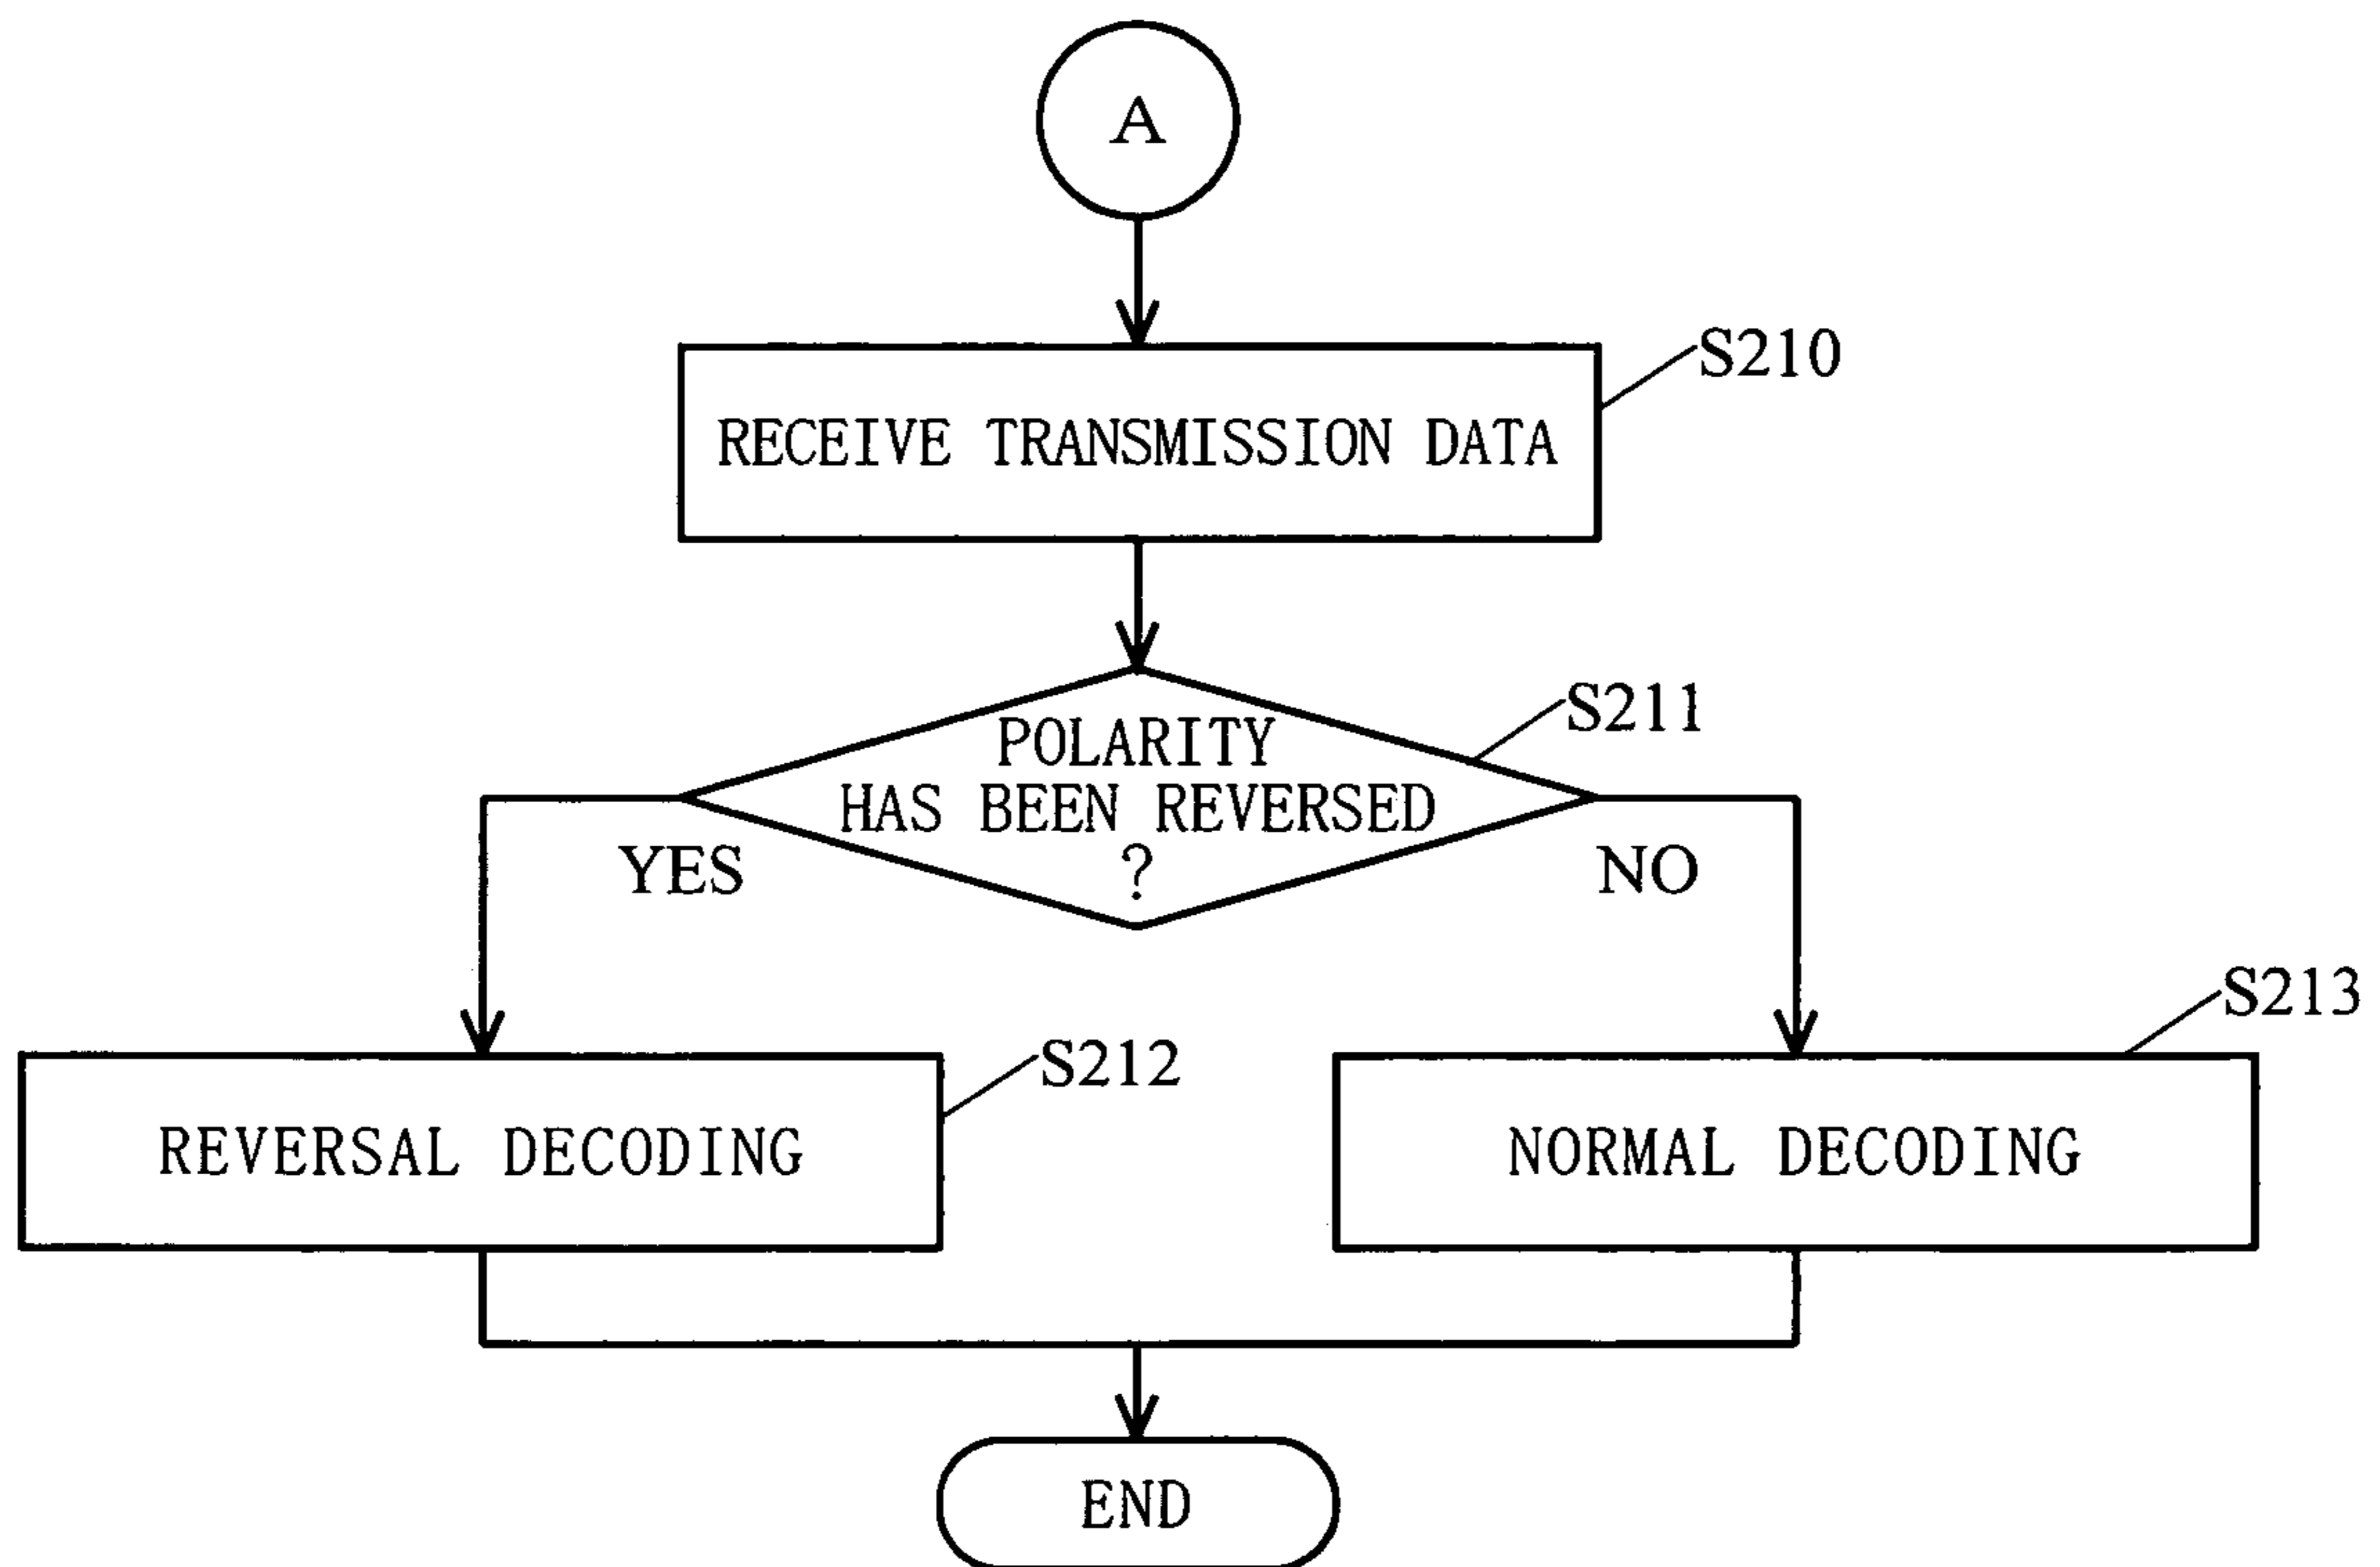 A
S210
RECEIVE TRANSMISSION DATA
S211
POLARITY
HAS BEEN REVERSED
?
YES
NO
S213
S212
REVERSAL DECODING
NORMAL DECODING
END